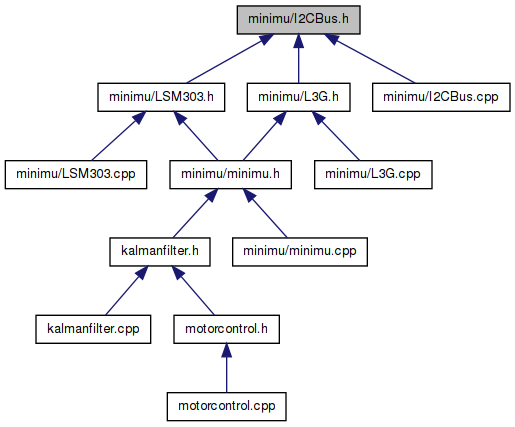 minimu/I2CBus.h
minimu/LSM303.h
minimu/L3G.h
minimu/I2CBus.cpp
minimu/LSM303.cpp
minimu/minimu.h
minimu/L3G.cpp
kalmanfilter.h
minimu/minimu.cpp
kalmanfilter.cpp
motorcontrol.h
motorcontrol.cpp